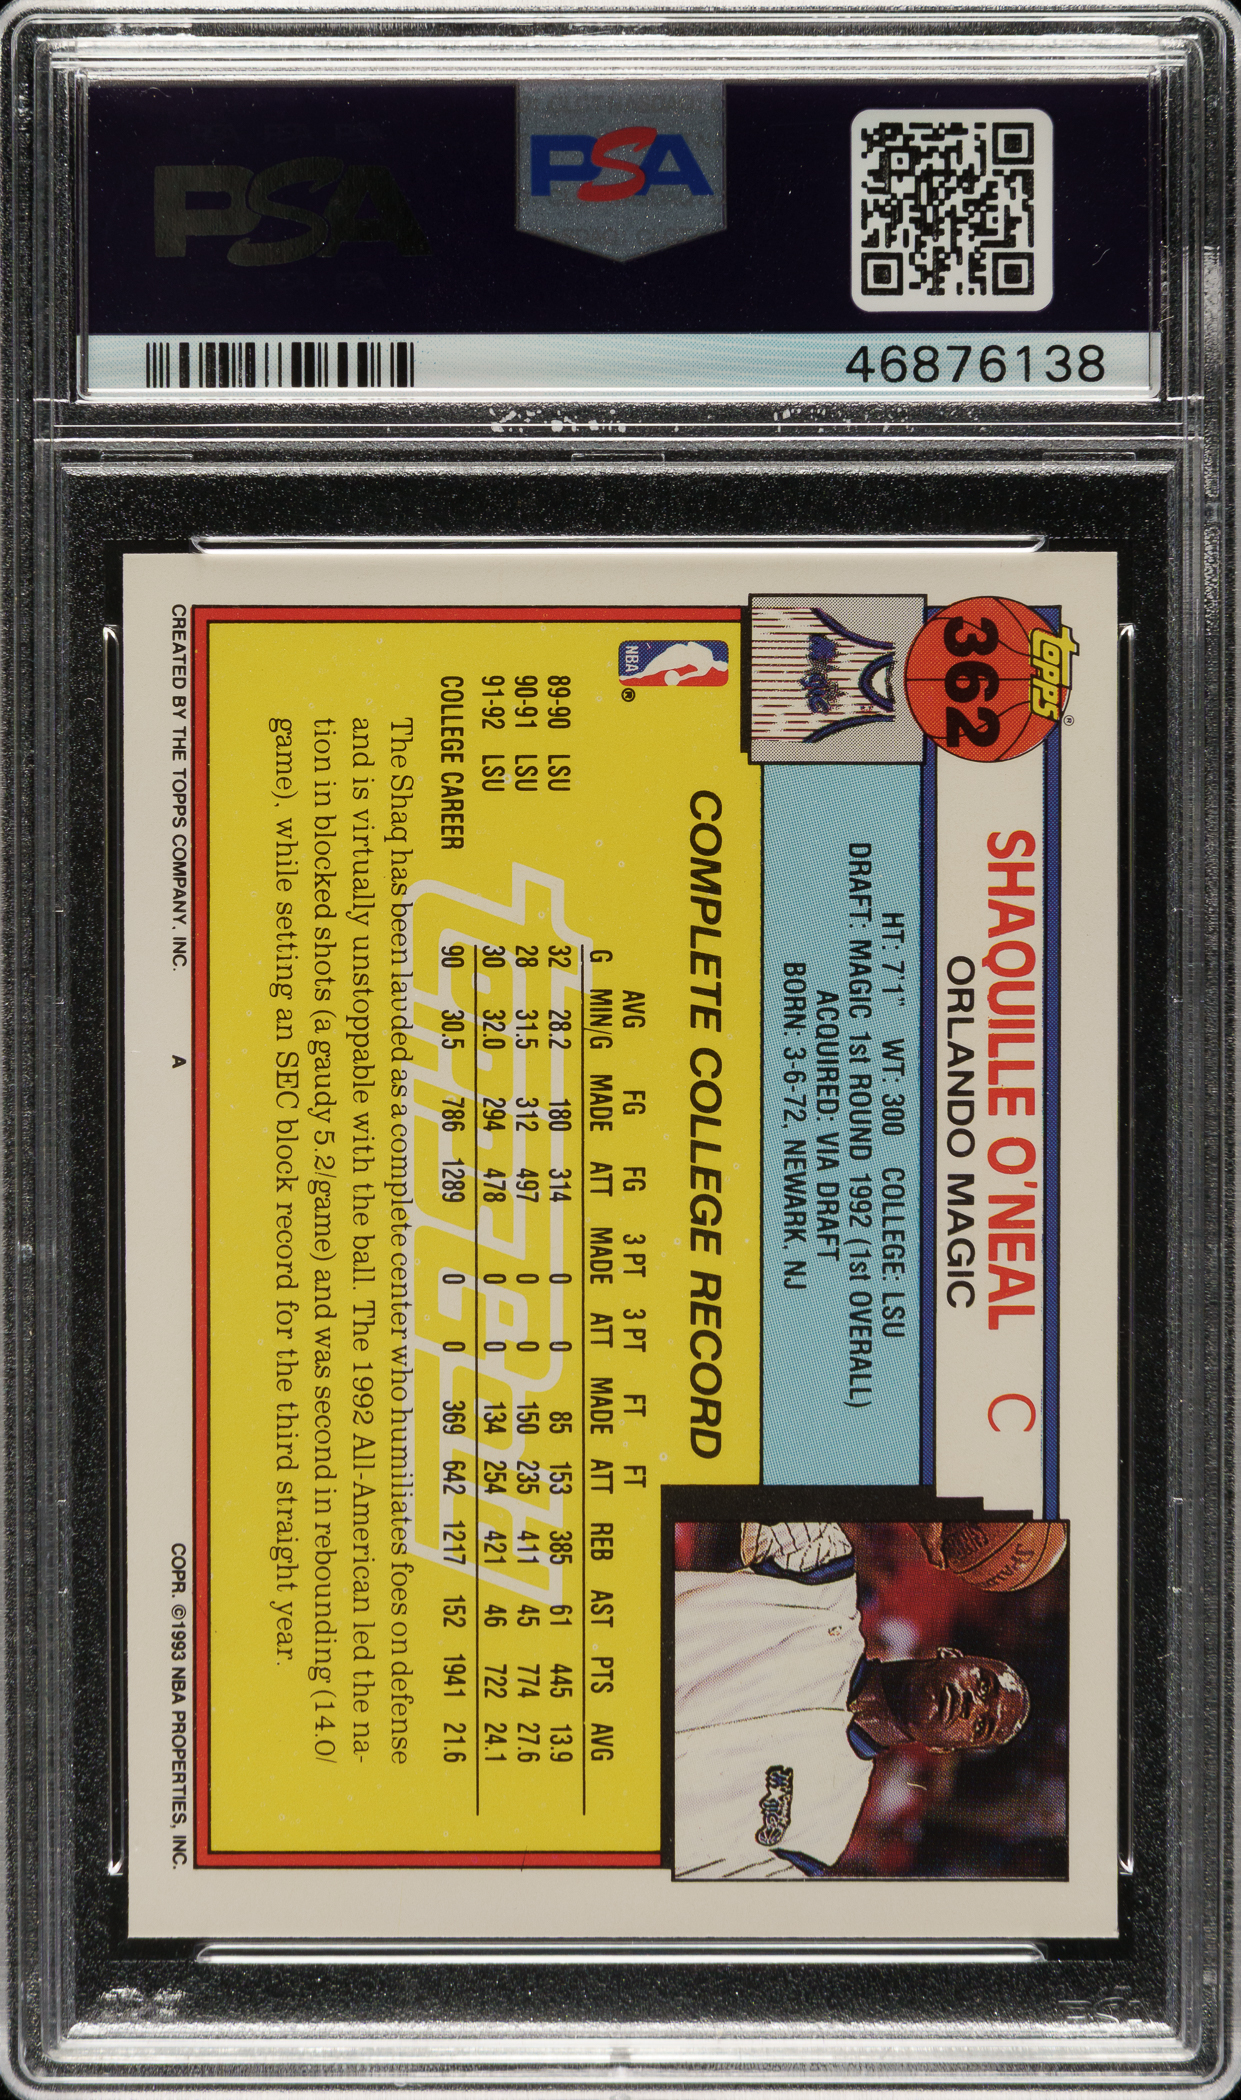 PSA
PSA
46876138
topps®
362
SHAQUILLE O'NEAL C
ORLANDO MAGIC
HT: 7'1" WT: 300 COLLEGE: LSU
DRAFT: MAGIC 1st ROUND 1992 (1st OVERALL)
ACQUIRED: VIA DRAFT
BORN: 3-6-72, NEWARK, NJ
Magic
COMPLETE COLLEGE RECORD
NBA ®
AVG FG FG 3 PT 3 PT FT FT
G MIN/G MADE ATT MADE ATT MADE ATT REB AST PTS AVG
89-90 LSU 32 28.2 180 314 0 0 85 153 385 61 445 13.9
90-91 LSU 28 31.5 312 497 0 0 150 235 411 45 774 27.6
91-92 LSU 30 32.0 294 478 0 0 134 254 421 46 722 24.1
COLLEGE CAREER 90 30.5 786 1289 0 0 369 642 1217 152 1941 21.6
The Shaq has been lauded as a complete center who humiliates foes on defense
and is virtually unstoppable with the ball. The 1992 All-American led the na-
tion in blocked shots (a gaudy 5.2/game) and was second in rebounding (14.0/
game), while setting an SEC block record for the third straight year.
CREATED BY THE TOPPS COMPANY, INC. A COPR. ©1993 NBA PROPERTIES, INC.